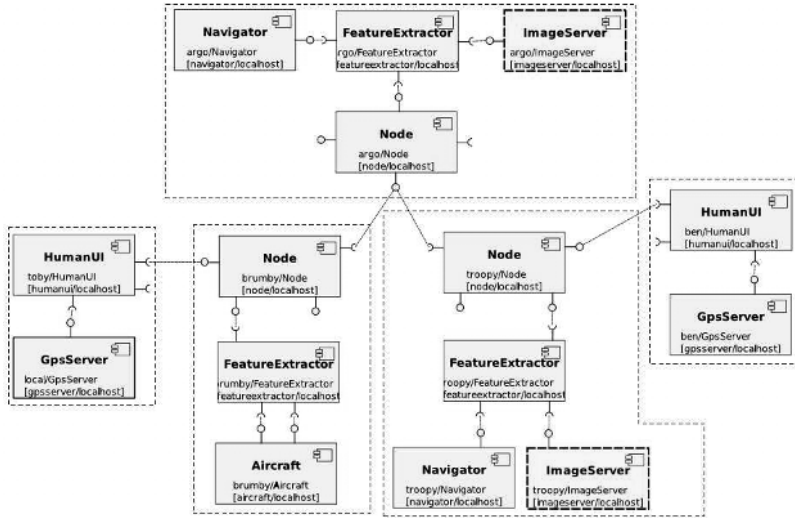 Navigator
argo/Navigator
[navigator/localhost]
FeatureExtractor
rgo/FeatureExtractor
featureextractor/localhost
ImageServer
argo/ImageServer
[imageserver/localhost]
Node
argo/Node
[node/localhost]
HumanUI
ben/HumanUI
[humanui/localhost]
GpsServer
ben/GpsServer
[gpsserver/localhost]
HumanUI
toby/HumanUI
[humanui/localhost]
GpsServer
local/GpsServer
[gpsserver/localhost]
Node
brumby/Node
[node/localhost]
FeatureExtractor
brumby/FeatureExtractor
featureextractor/localhost
Aircraft
brumby/Aircraft
[aircraft/localhost]
Node
troopy/Node
[node/localhost]
FeatureExtractor
roopy/FeatureExtractor
featureextractor/localhost
Navigator
troopy/Navigator
[navigator/localhost]
ImageServer
troopy/ImageServer
[imageserver/localhost]